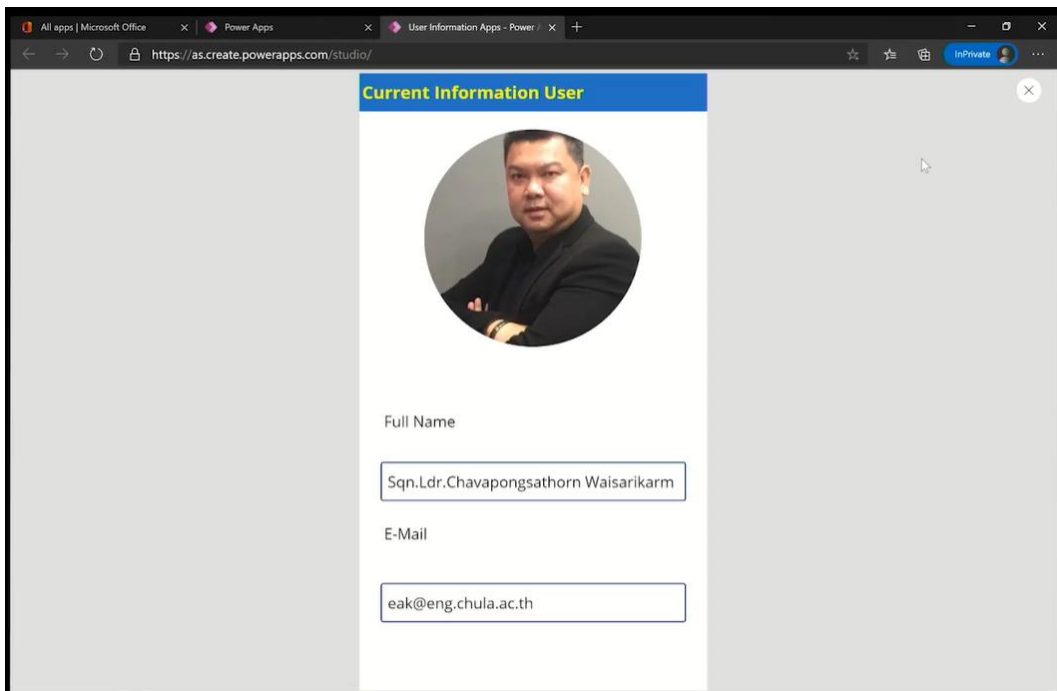 All apps | Microsoft Office
Power Apps
User Information Apps - Power A
https://as.create.powerapps.com/studio/
InPrivate
Current Information User
Full Name
Sqn.Ldr.Chavapongsathorn Waisarikarm
E-Mail
eak@eng.chula.ac.th